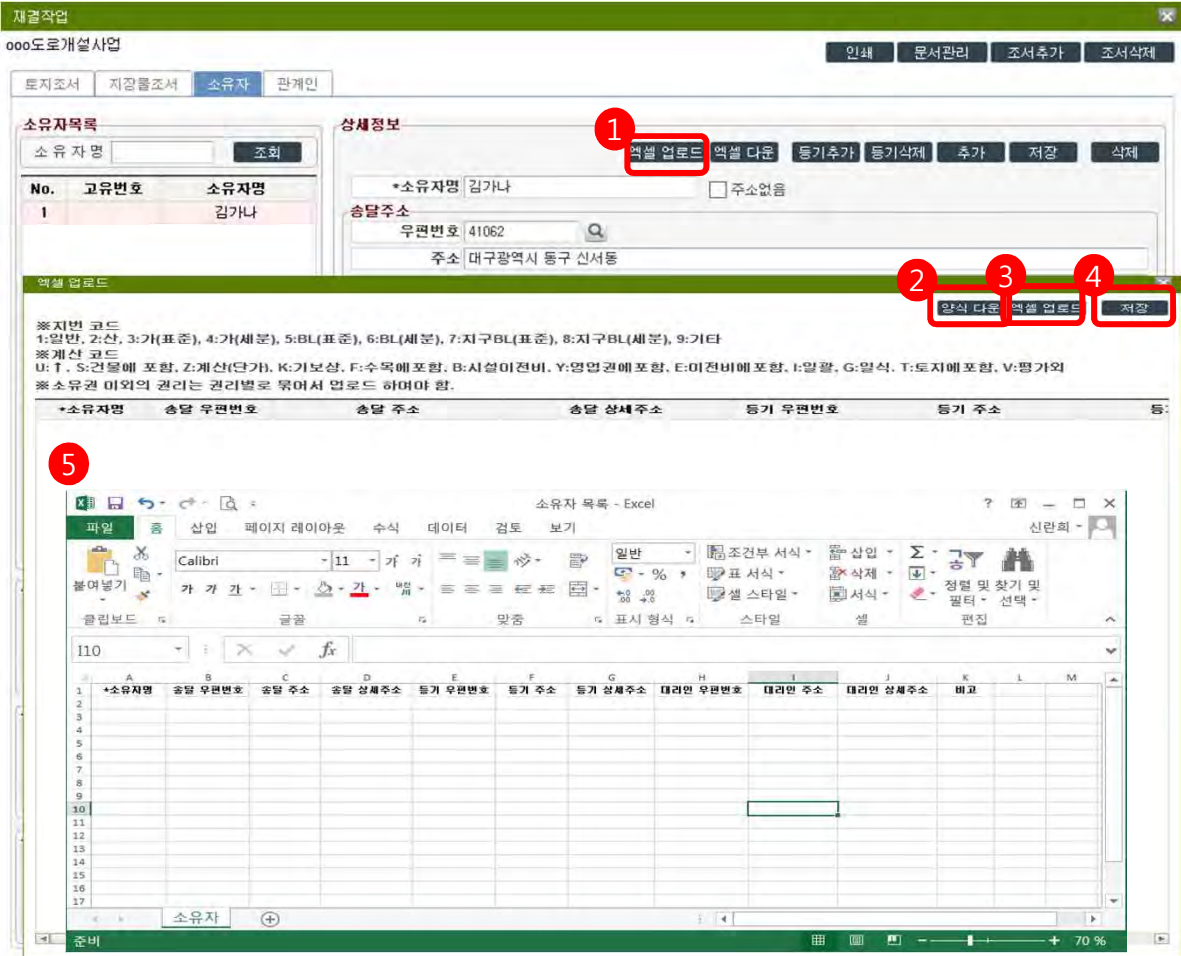 재결작업
ooo도로개설사업
인쇄 문서관리 조서추가 조서삭제
토지조서 지장물조서 소유자 관계인
소유자목록
소 유 자 명 조회
No. 고유번호 소유자명
1 김가나
상세정보
1
엑셀 업로드 엑셀 다운 등기추가 등기삭제 추가 저장 삭제
*소유자명 김가나 주소없음
송달주소
우편번호 41062
주소 대구광역시 동구 신서동
엑셀 업로드
2 3 4
양식 다운 엑셀 업로드 저장
※지번 코드
1:일반, 2:산, 3:가(표준), 4:가(세분), 5:BL(표준), 6:BL(세분), 7:지구BL(표준), 8:지구BL(세분), 9:기타
※계산 코드
U:↑, S:건물에 포함, Z:계산(단가), K:기보상, F:수목에포함, B:시설이전비, Y:영업권에포함, E:이전비에포함, I:일괄, G:일식, T:토지에포함, V:평가외
※소유권 이외의 권리는 권리별로 묶어서 업로드 하여야 함.
*소유자명 송달 우편번호 송달 주소 송달 상세주소 등기 우편번호 등기 주소 등
5
소유자 목록 - Excel
파일 홈 삽입 페이지 레이아웃 수식 데이터 검토 보기 신란희
붙여넣기 Calibri 11 가 가 일반 조건부 서식 삽입 Σ
% , 표 서식 삭제 정렬 및 필터 찾기 및 선택
가 가 가 가 내천 셀 스타일 서식
클립보드 글꼴 맞춤 표시 형식 스타일 셀 편집
I10 fx
A B C D E F G H I J K L M
1 *소유자명 송달 우편번호 송달 주소 송달 상세주소 등기 우편번호 등기 주소 등기 상세주소 대리인 우편번호 대리인 주소 대리인 상세주소 비고
2
3
4
5
6
7
8
9
10
11
12
13
14
15
16
17
소유자
준비 70 %